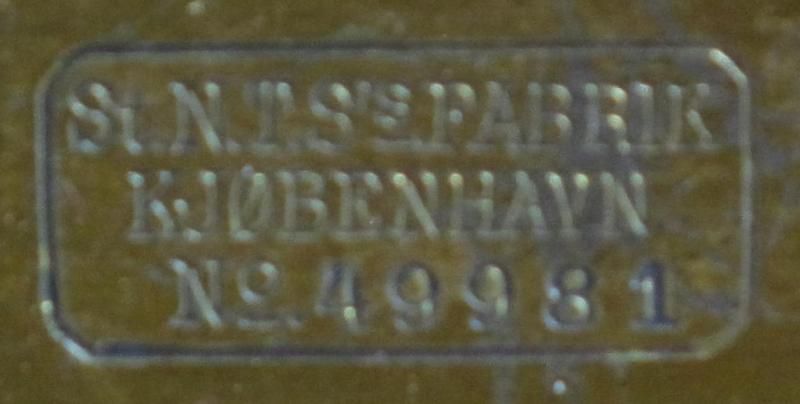 St. N.T.S's FABRIK
KJØBENHAVN
No. 49981